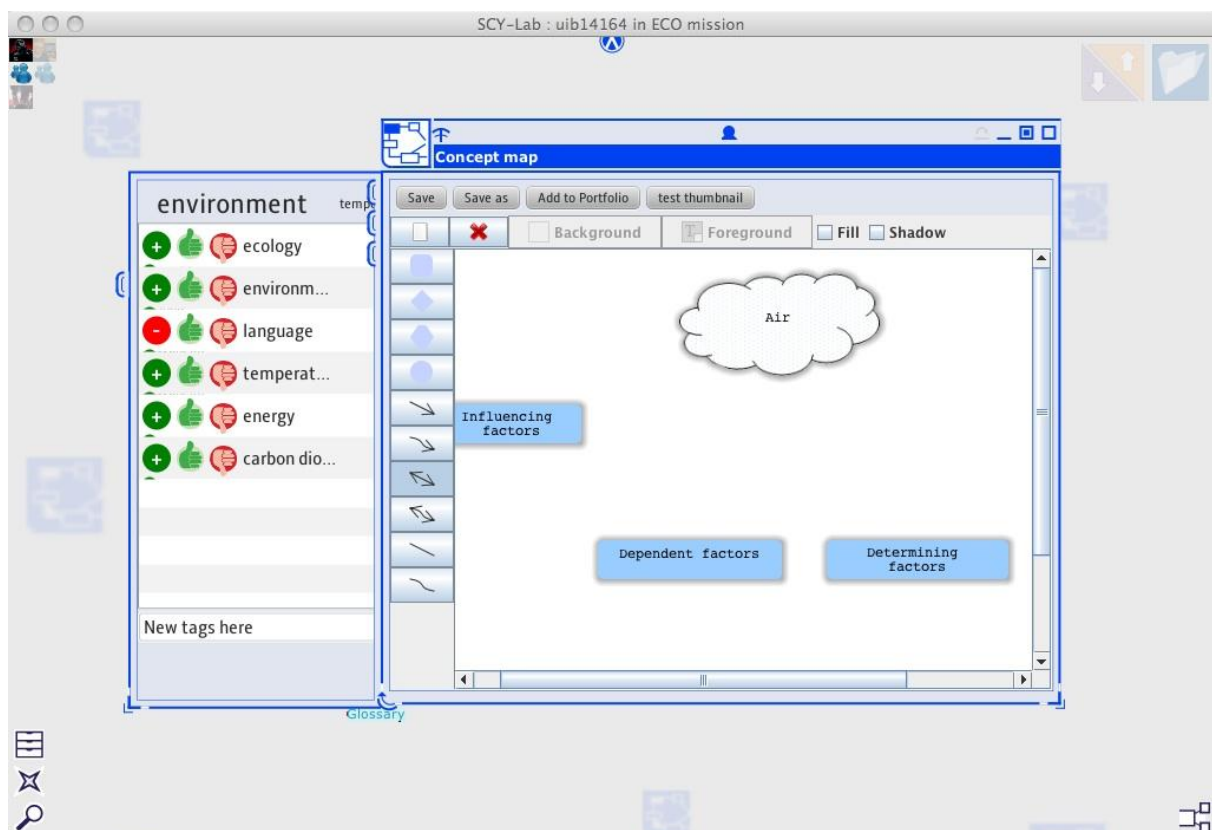 SCY-Lab : uib14164 in ECO mission
Concept map
environment
Save Save as Add to Portfolio test thumbnail
Background Foreground Fill Shadow
ecology
environm...
language
temperat...
energy
carbon dio...
New tags here
Air
Influencing
factors
Dependent factors
Determining
factors
Glossary